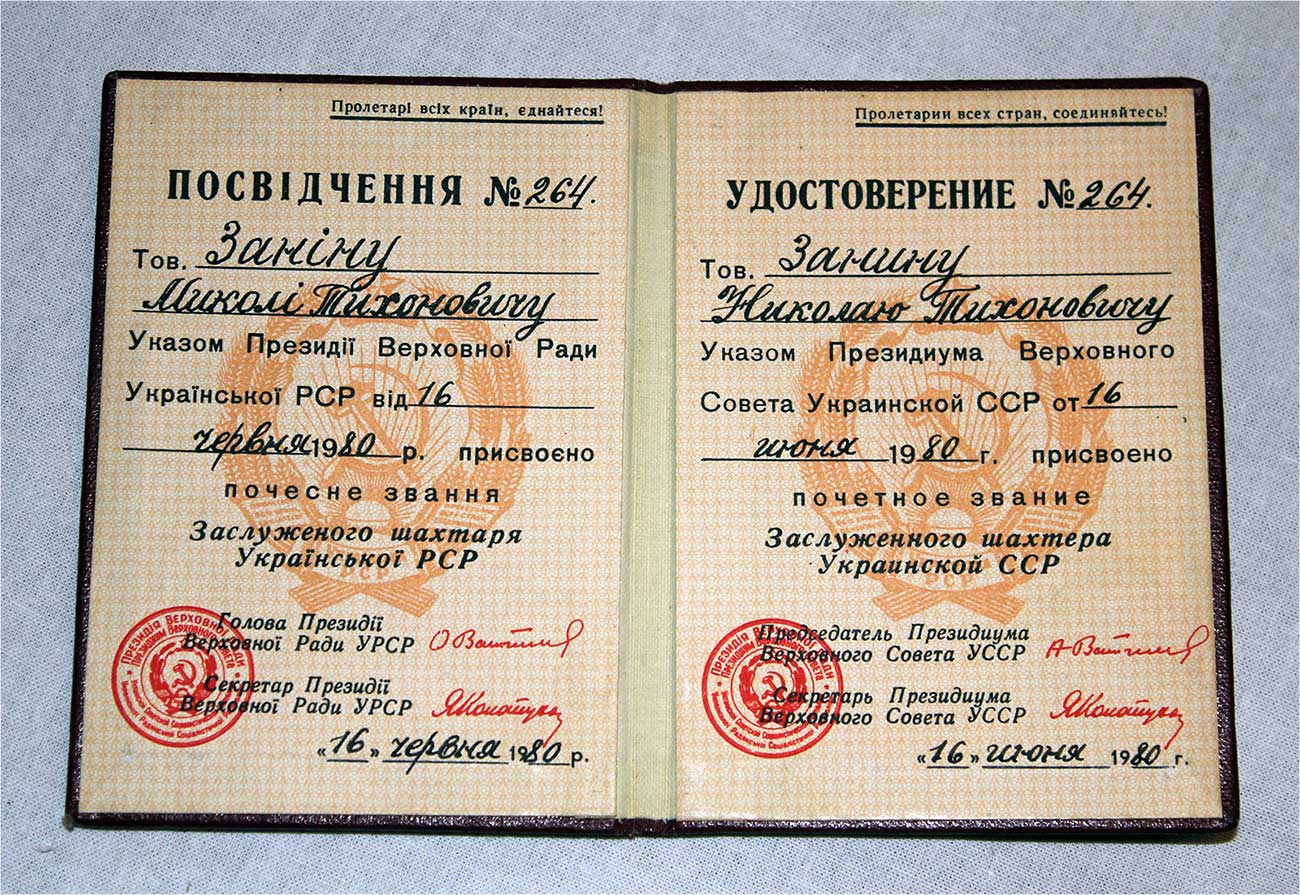 Пролетарі всіх країн, єднайтеся!
ПОСВІДЧЕННЯ №264.
Тов. Заніну
Миколі Тихоновичу
Указом Президії Верховної Ради
Української РСР від 16
червня 1980 р. присвоєно
почесне звання
Заслуженого шахтаря
Української РСР
Голова Президії
Верховної Ради УРСР
Секретар Президії
Верховної Ради УРСР
«16» червня 1980 р.
Пролетарии всех стран, соединяйтесь!
УДОСТОВЕРЕНИЕ №264.
Тов. Занину
Николаю Тихоновичу
Указом Президиума Верховного
Совета Украинской ССР от 16
июня 1980 г. присвоено
почетное звание
Заслуженного шахтера
Украинской ССР
Председатель Президиума
Верховного Совета УССР
Секретарь Президиума
Верховного Совета УССР
«16» июня 1980 г.